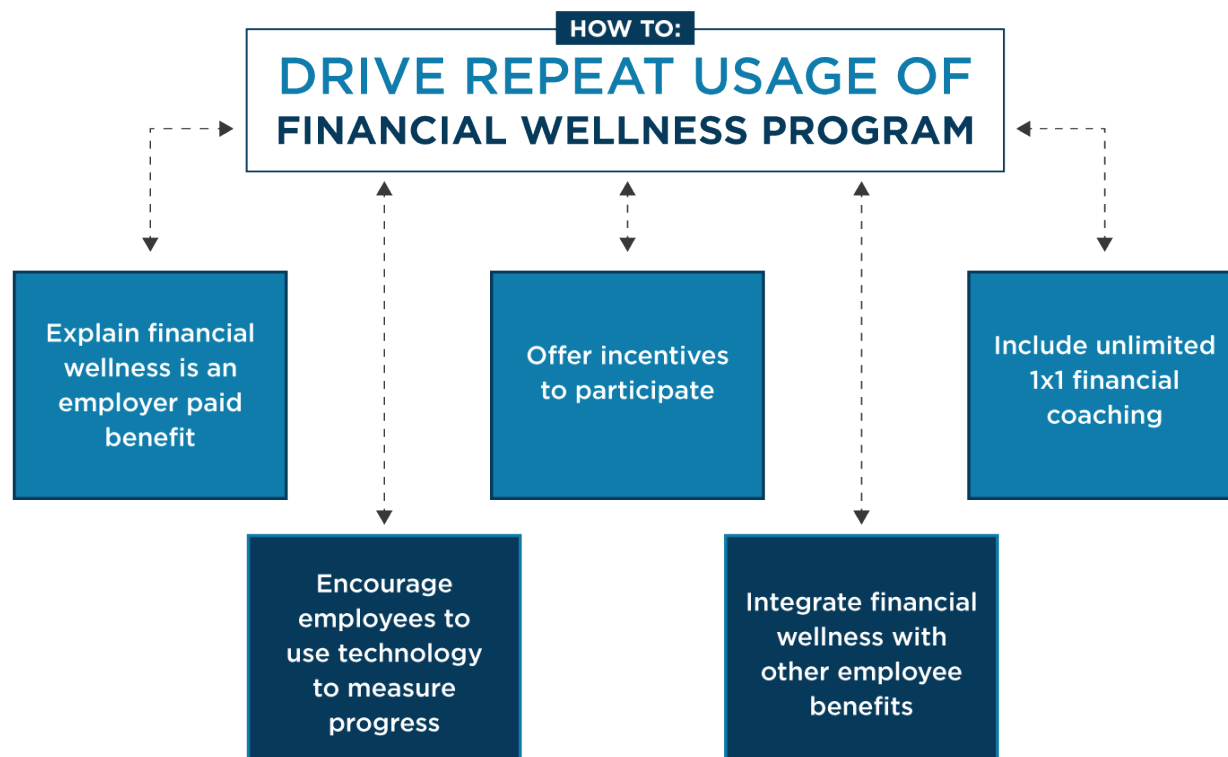 HOW TO:
DRIVE REPEAT USAGE OF
FINANCIAL WELLNESS PROGRAM
Explain financial
wellness is an
employer paid
benefit
Encourage
employees to
use technology
to measure
progress
Offer incentives
to participate
Integrate financial
wellness with
other employee
benefits
Include unlimited
1x1 financial
coaching